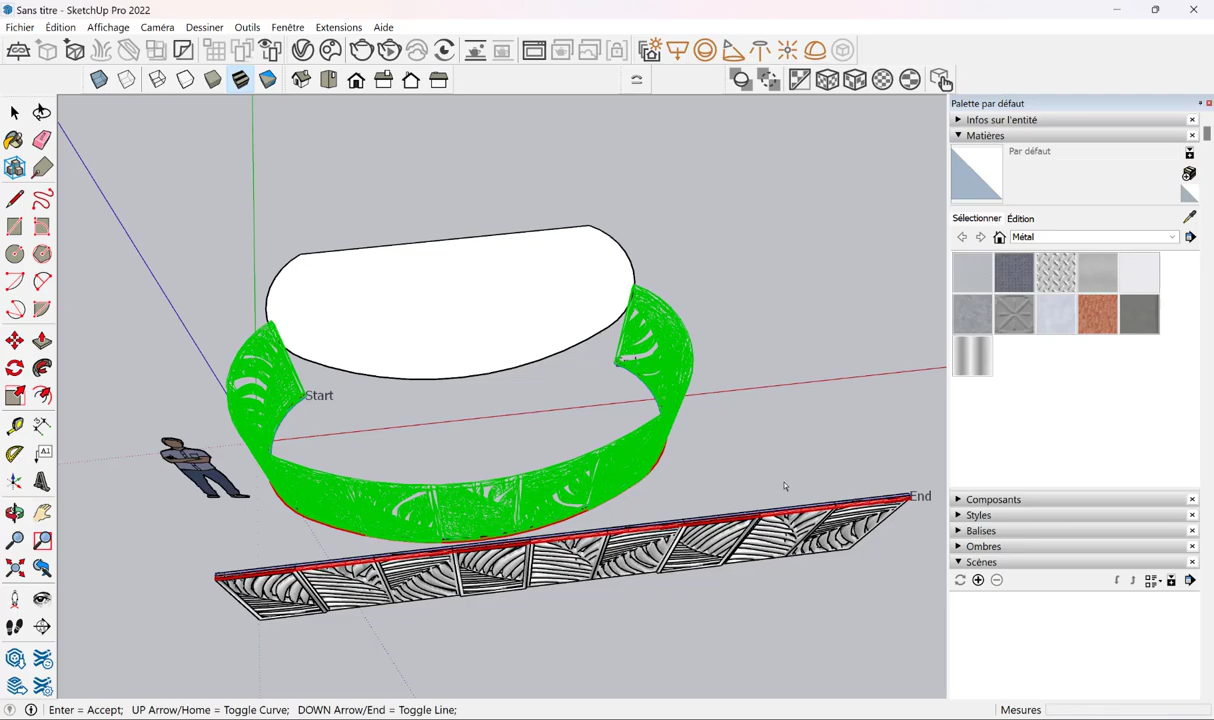 Sans titre - SketchUp Pro 2022
Fichier Édition Affichage Caméra Dessiner Outils Fenêtre Extensions Aide
Palette par défaut
Infos sur l'entité
Matières
Par défaut
Sélectionner Édition
Métal
Start
End
A1
Composants
Styles
Balises
Ombres
Scènes
Enter = Accept; UP Arrow/Home = Toggle Curve; DOWN Arrow/End = Toggle Line;
Mesures